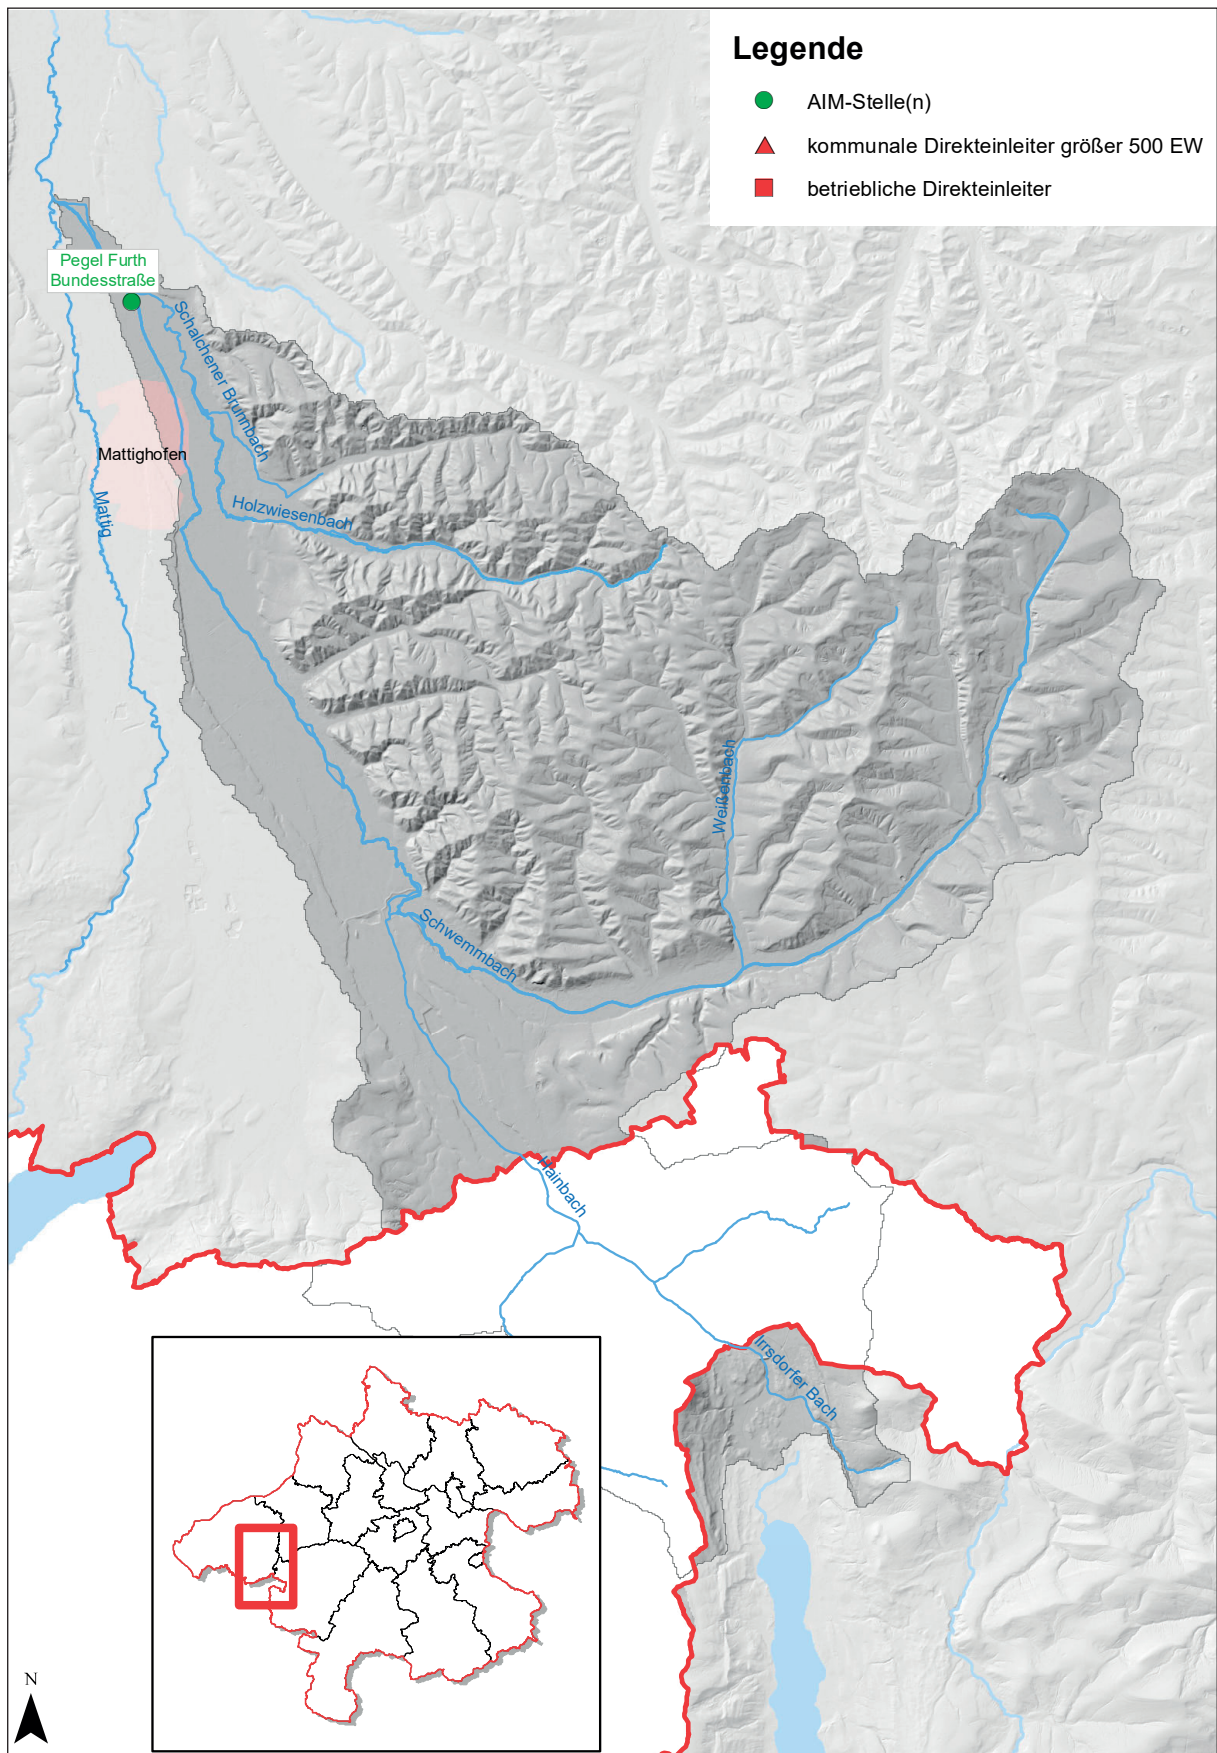 Legende
AIM-Stelle(n)
kommunale Direkteinleiter größer 500 EW
betriebliche Direkteinleiter
Pegel Furth
Bundesstraße
Schalchener Brunnbach
Mattighofen
Mattig
Holzwiesenbach
Weißenbach
Schwemmbach
Hainbach
Irrsdorfer Bach
N